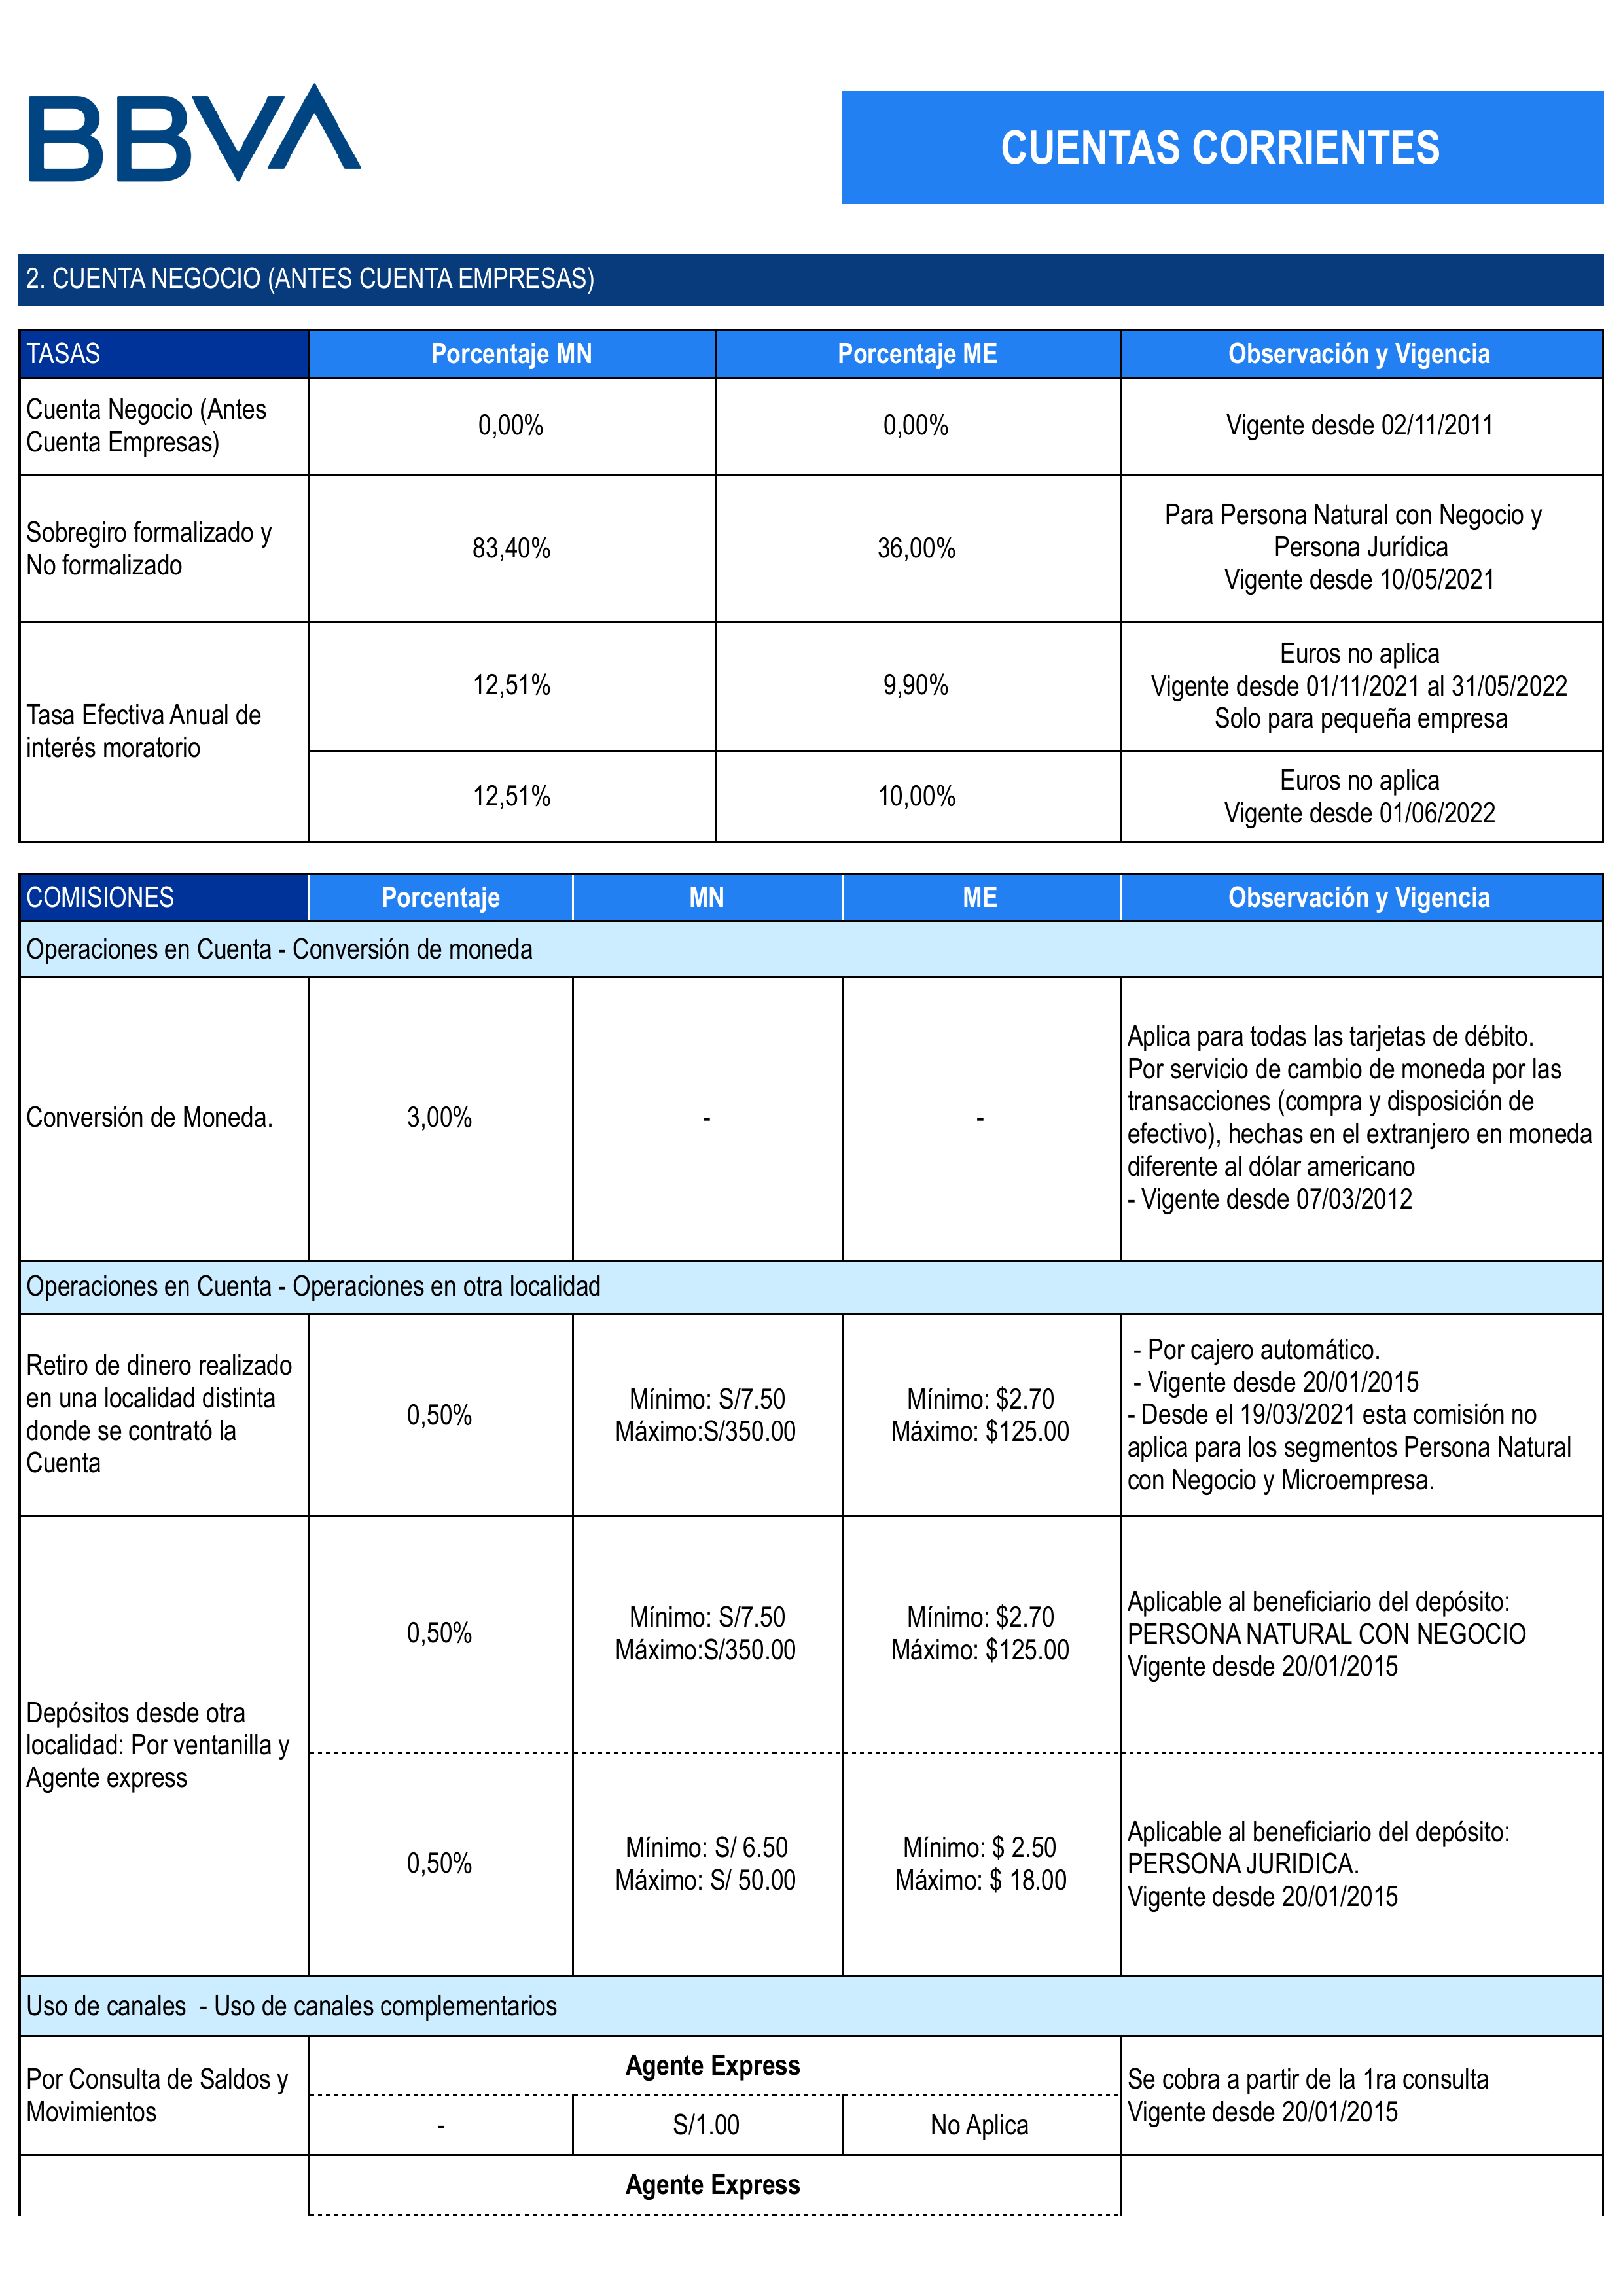 BBVA
CUENTAS CORRIENTES
2. CUENTA NEGOCIO (ANTES CUENTA EMPRESAS)
TASAS
Porcentaje MN
Porcentaje ME
Observación y Vigencia
Cuenta Negocio (Antes
Cuenta Empresas)
0,00%
0,00%
Vigente desde 02/11/2011
Sobregiro formalizado y
No formalizado
83,40%
36,00%
Para Persona Natural con Negocio y
Persona Jurídica
Vigente desde 10/05/2021
Tasa Efectiva Anual de
interés moratorio
12,51%
9,90%
Euros no aplica
Vigente desde 01/11/2021 al 31/05/2022
Solo para pequeña empresa
12,51%
10,00%
Euros no aplica
Vigente desde 01/06/2022
COMISIONES
Porcentaje
MN
ME
Observación y Vigencia
Operaciones en Cuenta - Conversión de moneda
Conversión de Moneda.
3,00%
-
-
Aplica para todas las tarjetas de débito.
Por servicio de cambio de moneda por las
transacciones (compra y disposición de
efectivo), hechas en el extranjero en moneda
diferente al dólar americano
- Vigente desde 07/03/2012
Operaciones en Cuenta - Operaciones en otra localidad
Retiro de dinero realizado
en una localidad distinta
donde se contrató la
Cuenta
0,50%
Mínimo: S/7.50
Máximo:S/350.00
Mínimo: $2.70
Máximo: $125.00
- Por cajero automático.
- Vigente desde 20/01/2015
- Desde el 19/03/2021 esta comisión no
aplica para los segmentos Persona Natural
con Negocio y Microempresa.
Depósitos desde otra
localidad: Por ventanilla y
Agente express
0,50%
Mínimo: S/7.50
Máximo:S/350.00
Mínimo: $2.70
Máximo: $125.00
Aplicable al beneficiario del depósito:
PERSONA NATURAL CON NEGOCIO
Vigente desde 20/01/2015
0,50%
Mínimo: S/ 6.50
Máximo: S/ 50.00
Mínimo: $ 2.50
Máximo: $ 18.00
Aplicable al beneficiario del depósito:
PERSONA JURIDICA.
Vigente desde 20/01/2015
Uso de canales  - Uso de canales complementarios
Por Consulta de Saldos y
Movimientos
Agente Express
-
S/1.00
No Aplica
Se cobra a partir de la 1ra consulta
Vigente desde 20/01/2015
Agente Express